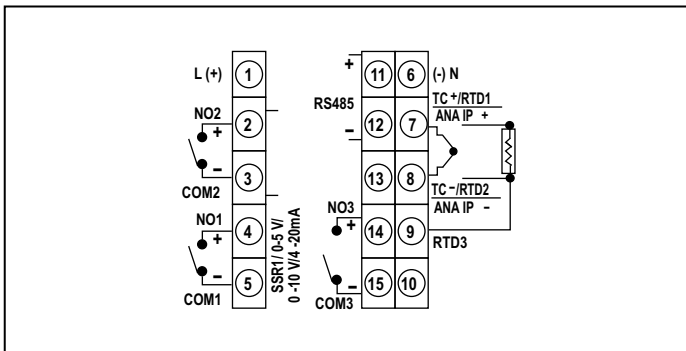 L (+)
1
NO2
+
2
−
3
COM2
NO1
+
4
−
5
COM1
SSR1/ 0-5 V/
0 -10 V/4 -20mA
+
11
6
(-) N
RS485
−
12
7
TC +/RTD1
ANA IP +
13
8
TC −/RTD2
ANA IP −
NO3
+
14
9
RTD3
−
15
10
COM3